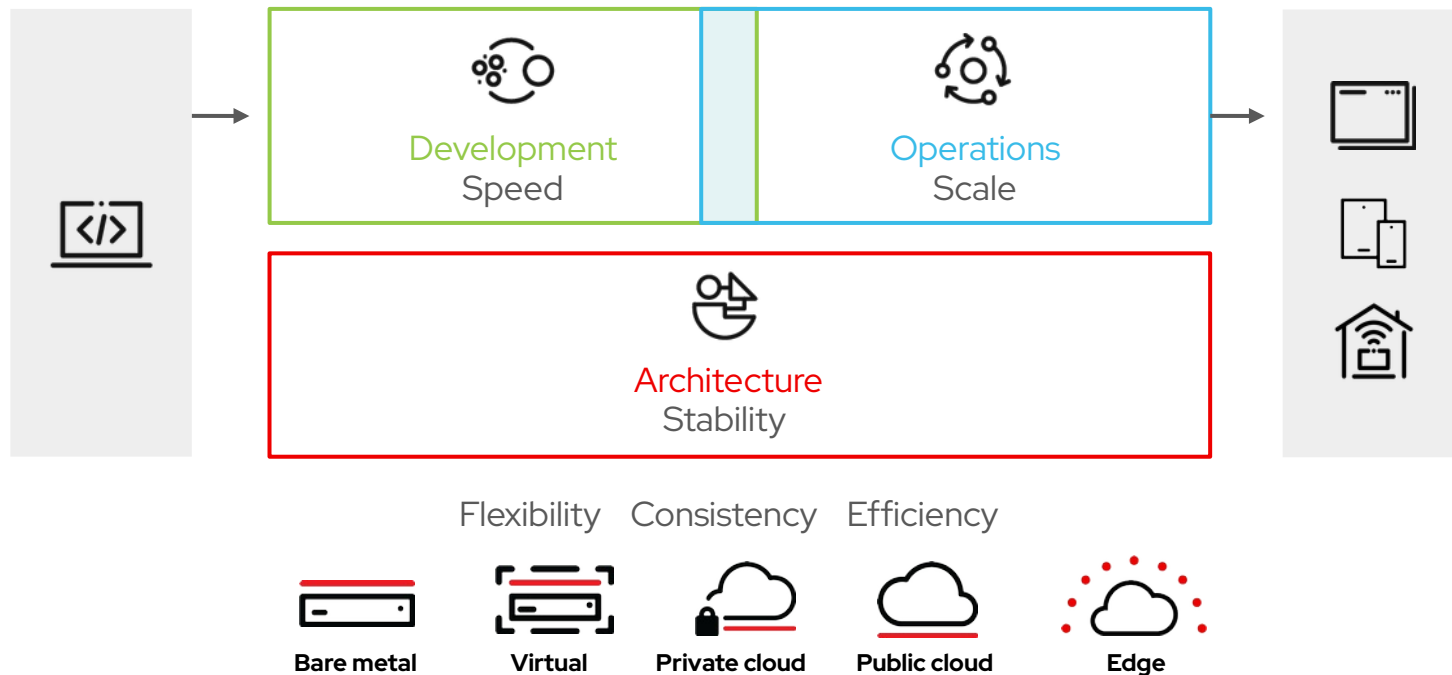 Development
Speed
Operations
Scale
</>
Architecture
Stability
Flexibility Consistency Efficiency
Bare metal
Virtual
Private cloud
Public cloud
Edge